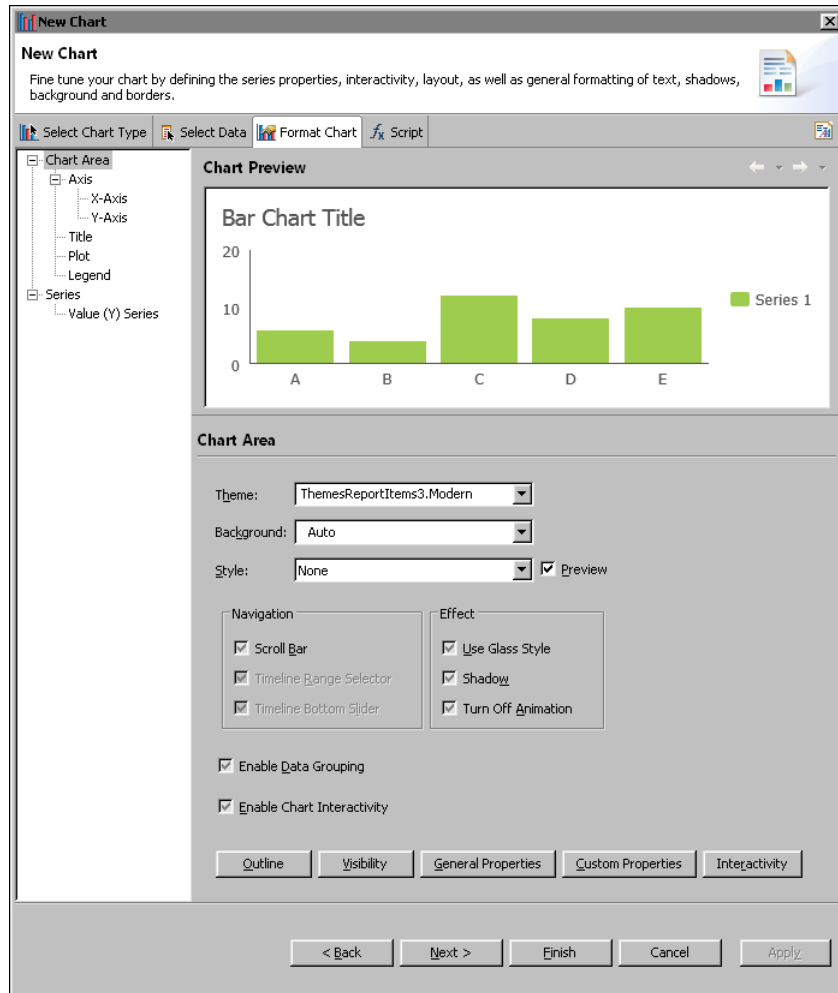 New Chart
New Chart
Fine tune your chart by defining the series properties, interactivity, layout, as well as general formatting of text, shadows,
background and borders.
Select Chart Type Select Data Format Chart fx Script
Chart Area
Axis
X-Axis
Y-Axis
Title
Plot
Legend
Series
Value (Y) Series
Chart Preview
Bar Chart Title
20
10
0
A B C D E
Series 1
Chart Area
Theme: ThemesReportItems3.Modern
Background: Auto
Style: None Preview
Navigation
Scroll Bar
Timeline Range Selector
Timeline Bottom Slider
Effect
Use Glass Style
Shadow
Turn Off Animation
Enable Data Grouping
Enable Chart Interactivity
Outline Visibility General Properties Custom Properties Interactivity
< Back Next > Finish Cancel Apply